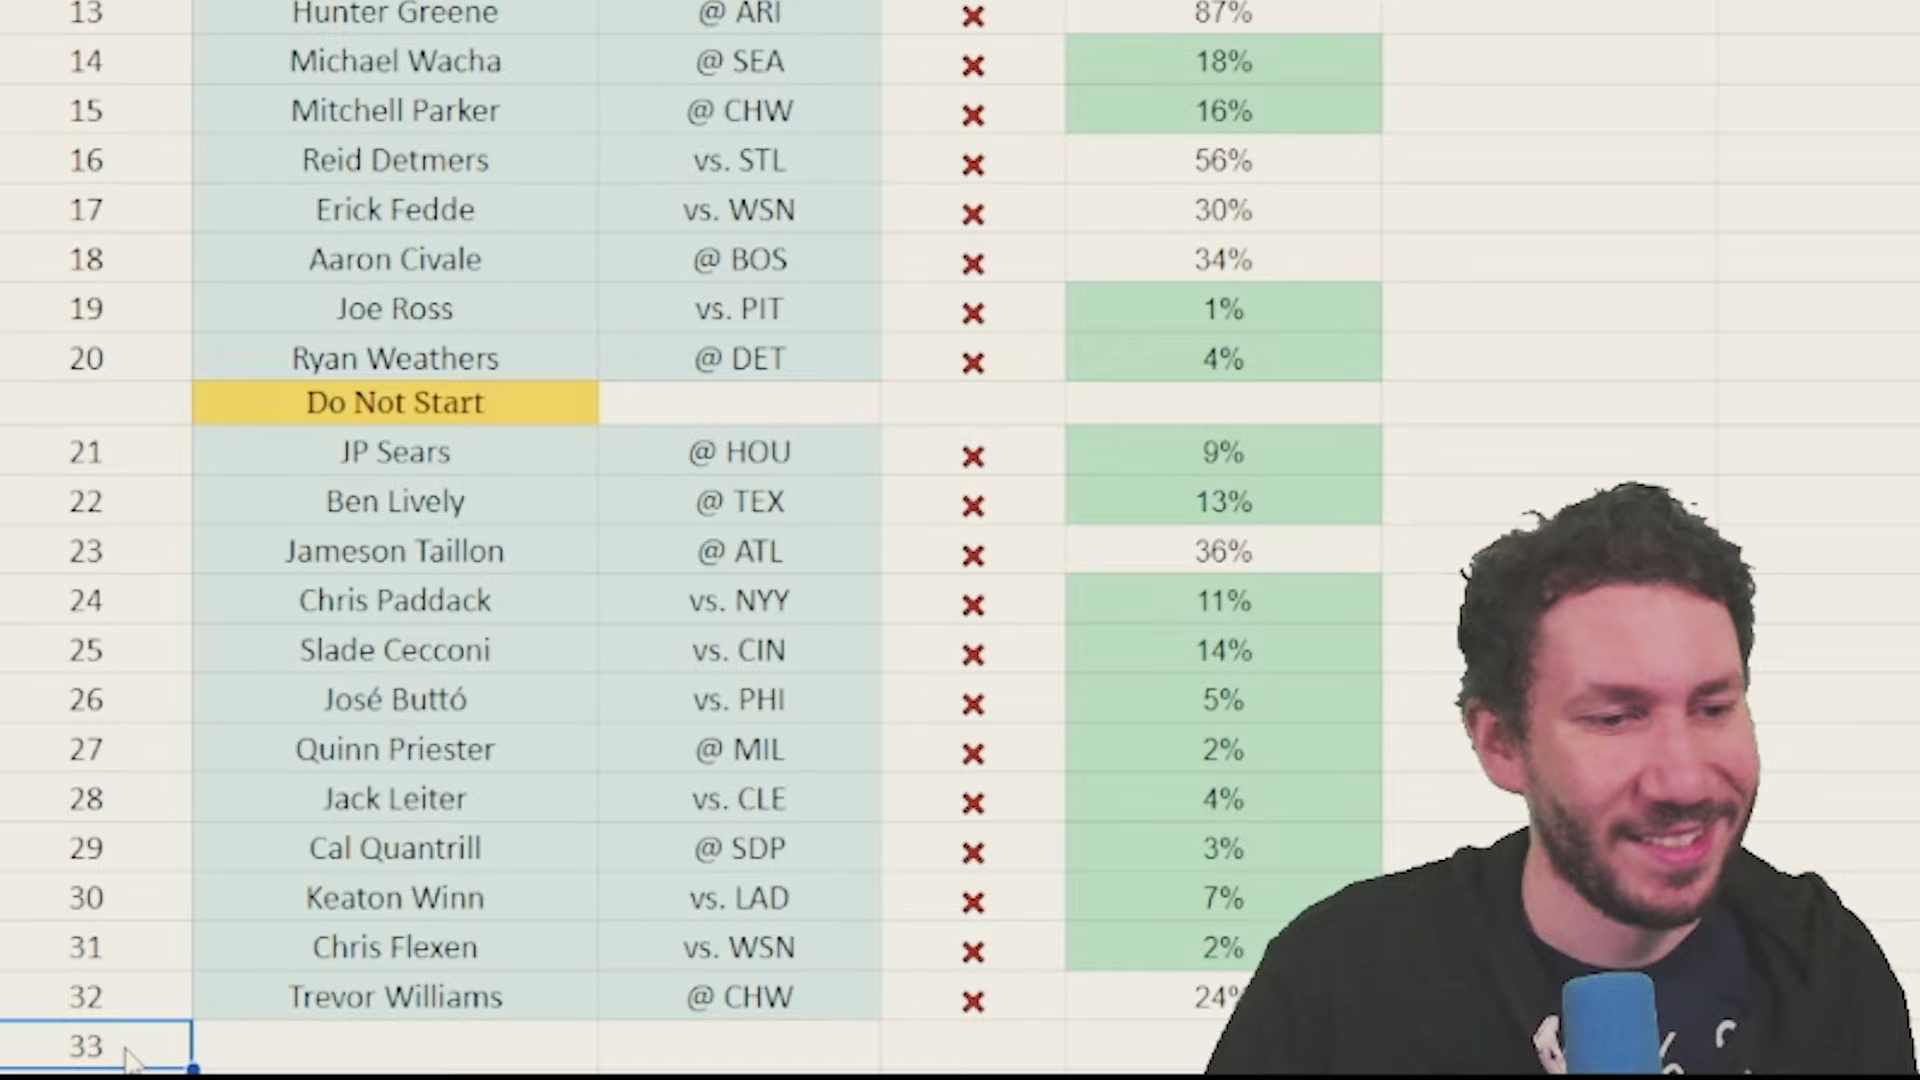 13 Hunter Greene @ ARI ✖ 87%
14 Michael Wacha @ SEA ✖ 18%
15 Mitchell Parker @ CHW ✖ 16%
16 Reid Detmers vs. STL ✖ 56%
17 Erick Fedde vs. WSN ✖ 30%
18 Aaron Civale @ BOS ✖ 34%
19 Joe Ross vs. PIT ✖ 1%
20 Ryan Weathers @ DET ✖ 4%
Do Not Start
21 JP Sears @ HOU ✖ 9%
22 Ben Lively @ TEX ✖ 13%
23 Jameson Taillon @ ATL ✖ 36%
24 Chris Paddack vs. NYY ✖ 11%
25 Slade Cecconi vs. CIN ✖ 14%
26 José Buttó vs. PHI ✖ 5%
27 Quinn Priester @ MIL ✖ 2%
28 Jack Leiter vs. CLE ✖ 4%
29 Cal Quantrill @ SDP ✖ 3%
30 Keaton Winn vs. LAD ✖ 7%
31 Chris Flexen vs. WSN ✖ 2%
32 Trevor Williams @ CHW ✖ 24%
33